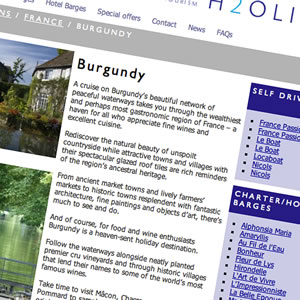 Hotel Barges Special offers Contact News FAQs
TOURISM
H2OLI
NS / FRANCE / BURGUNDY
Burgundy
A cruise on Burgundy's beautiful network of
peaceful waterways takes you through the wealthiest
and perhaps most gastronomic region of France – a
haven for all who appreciate fine wines and
excellent cuisine.
Rediscover the natural beauty of unspoilt
countryside while attractive towns and villages with
their spectacular glazed roof tiles are rich reminders
of the region's ancestral heritage.
From ancient market towns and lively farmers'
markets to historic towns resplendent with fantastic
architecture, fine paintings and objects d'art, there's
much to see and do.
And of course, for food and wine enthusiasts
Burgundy is a heaven-sent holiday destination.
Follow the waterways alongside neatly planted
premier cru vineyards and through historic villages
that lend their names to some of the world's most
famous wines.
Take time to visit Mâcon,
Pommard to
SELF DRIV
France Passion
France Passi
Le Boat
Le Boat
Locaboat
Nicols
Nicols
CHARTER/HO
BARGES
Alphonsia Maria
Amaryllis
Au Fil de l'Eau
Bonheur
Fleur de Lys
Hirondelle
L'Art de Vivre
L'Impressionniste
La Belle Epoque